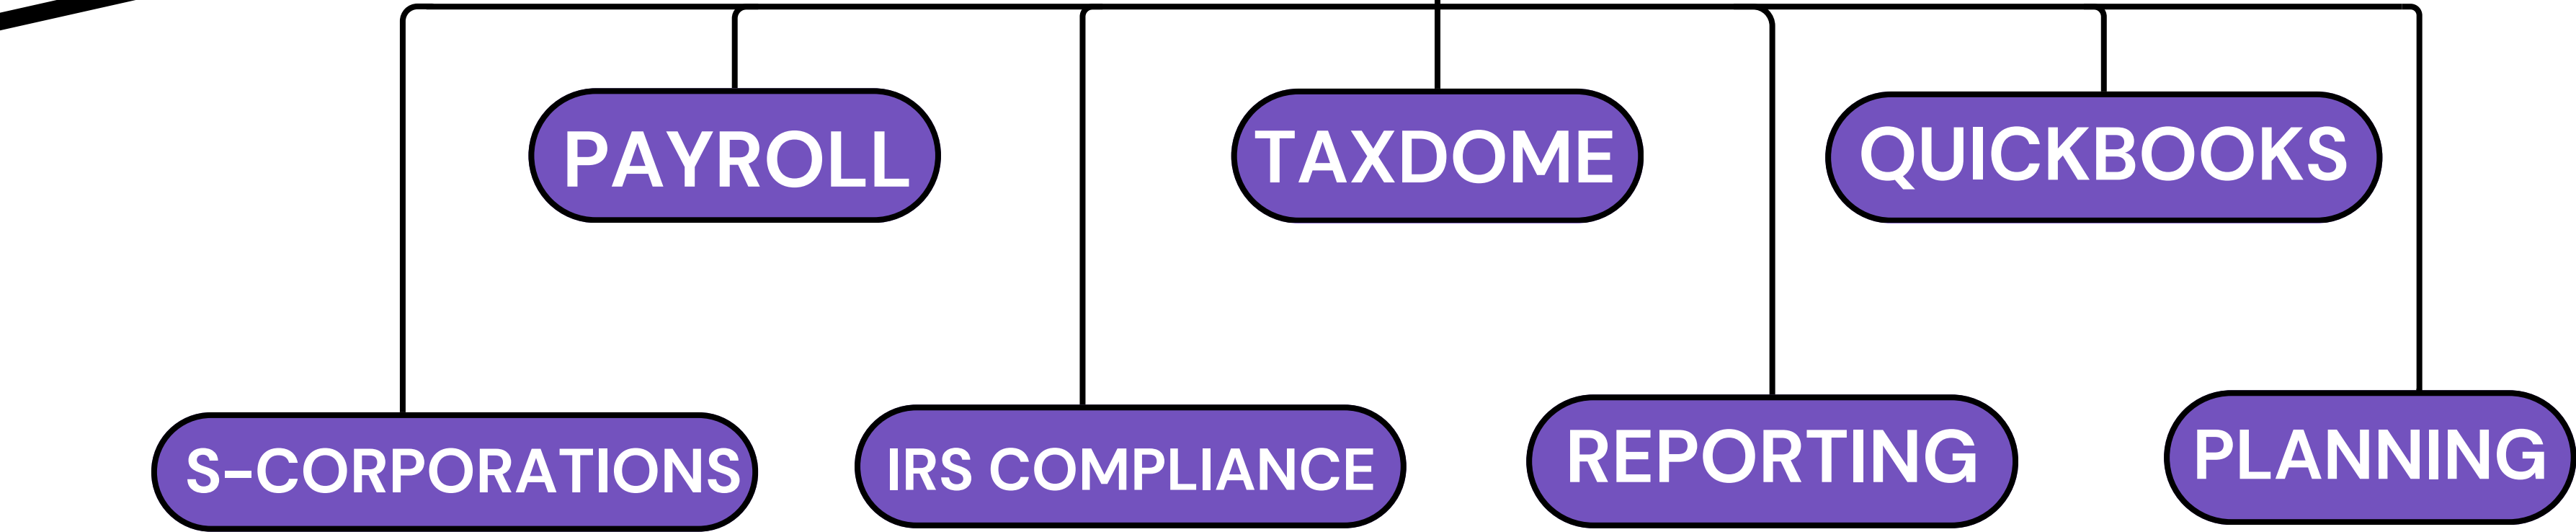 PAYROLL
TAXDOME
QUICKBOOKS
S-CORPORATIONS
IRS COMPLIANCE
REPORTING
PLANNING